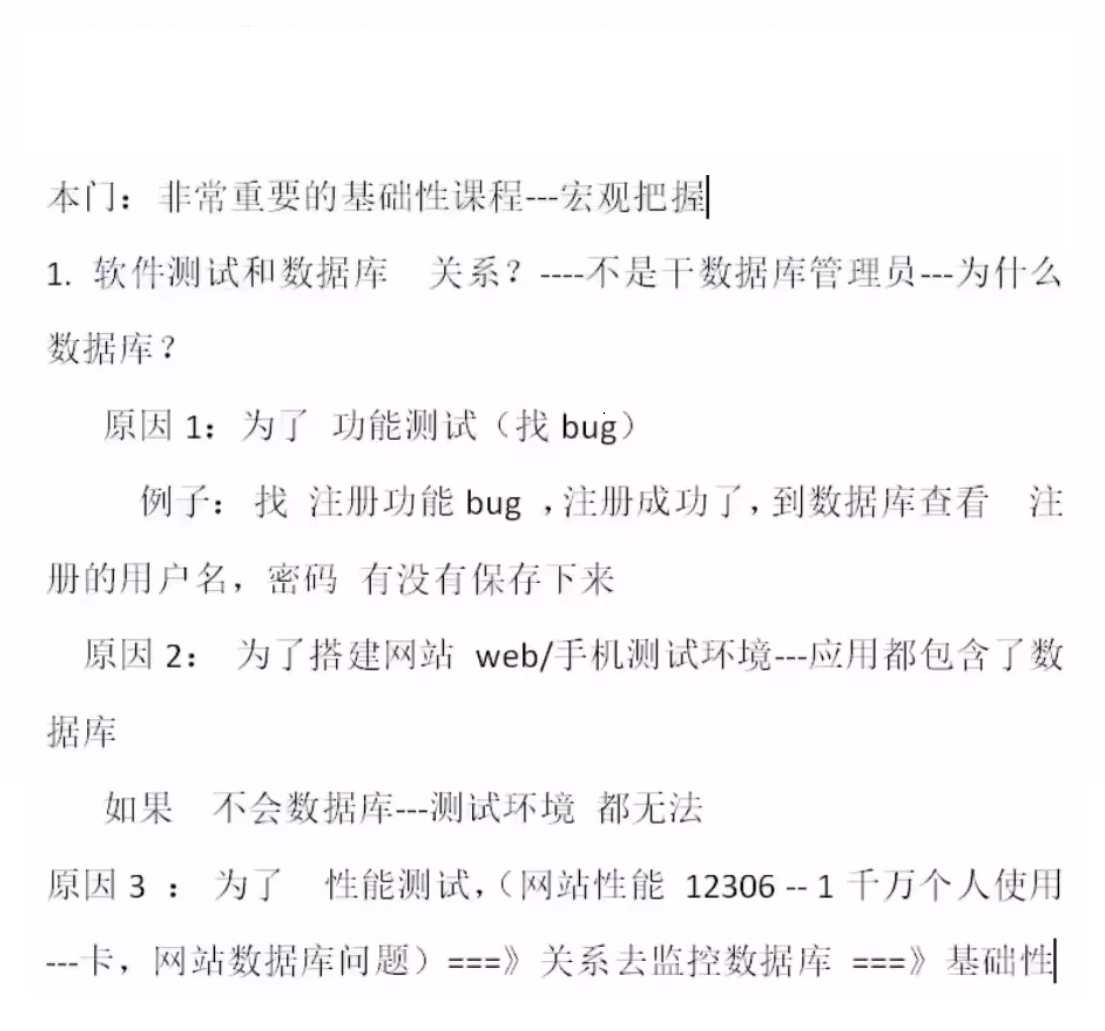 本门：非常重要的基础性课程---宏观把握
1. 软件测试和数据库　关系？----不是干数据库管理员---为什么
数据库？
原因 1：为了 功能测试（找 bug）
例子：找 注册功能 bug ，注册成功了，到数据库查看　注
册的用户名，密码 有没有保存下来
原因 2： 为了搭建网站 web/手机测试环境---应用都包含了数
据库
如果　不会数据库---测试环境 都无法
原因 3 ： 为了　性能测试，（网站性能 12306 -- 1 千万个人使用
---卡，网站数据库问题）===》关系去监控数据库 ===》基础性